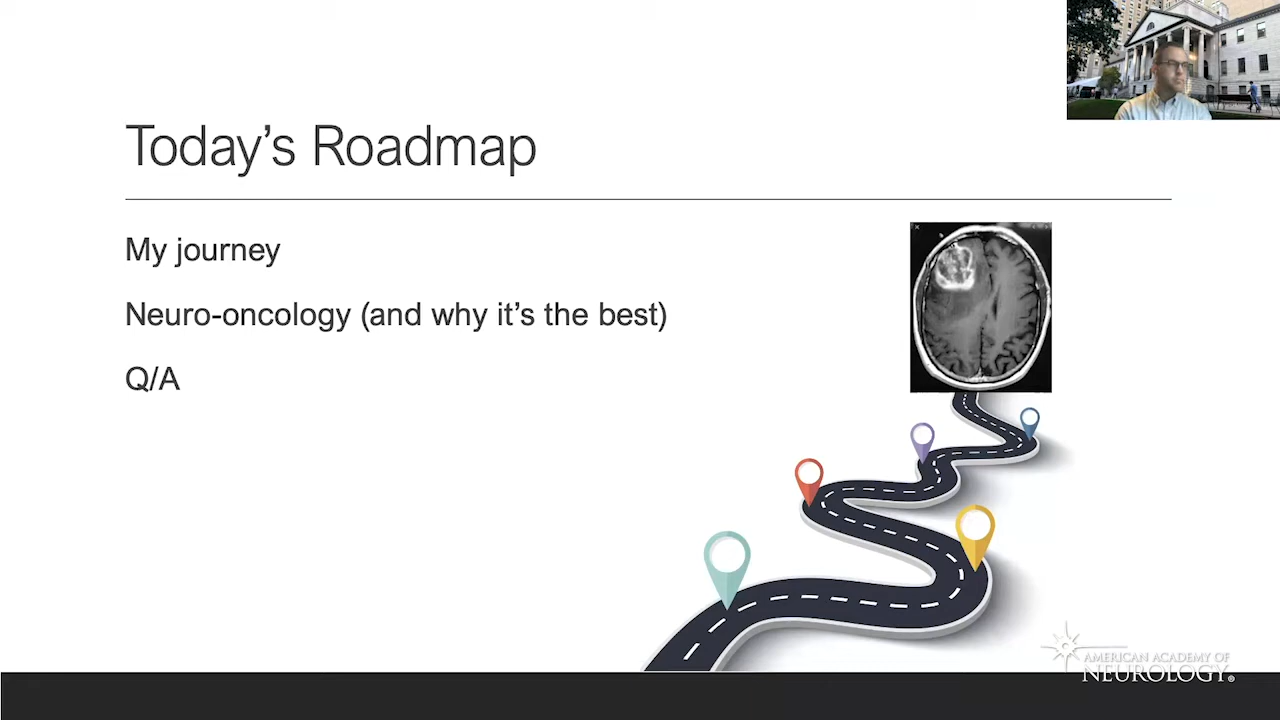 Today's Roadmap
My journey
Neuro-oncology (and why it's the best)
Q/A
AMERICAN ACADEMY OF
NEUROLOGY®